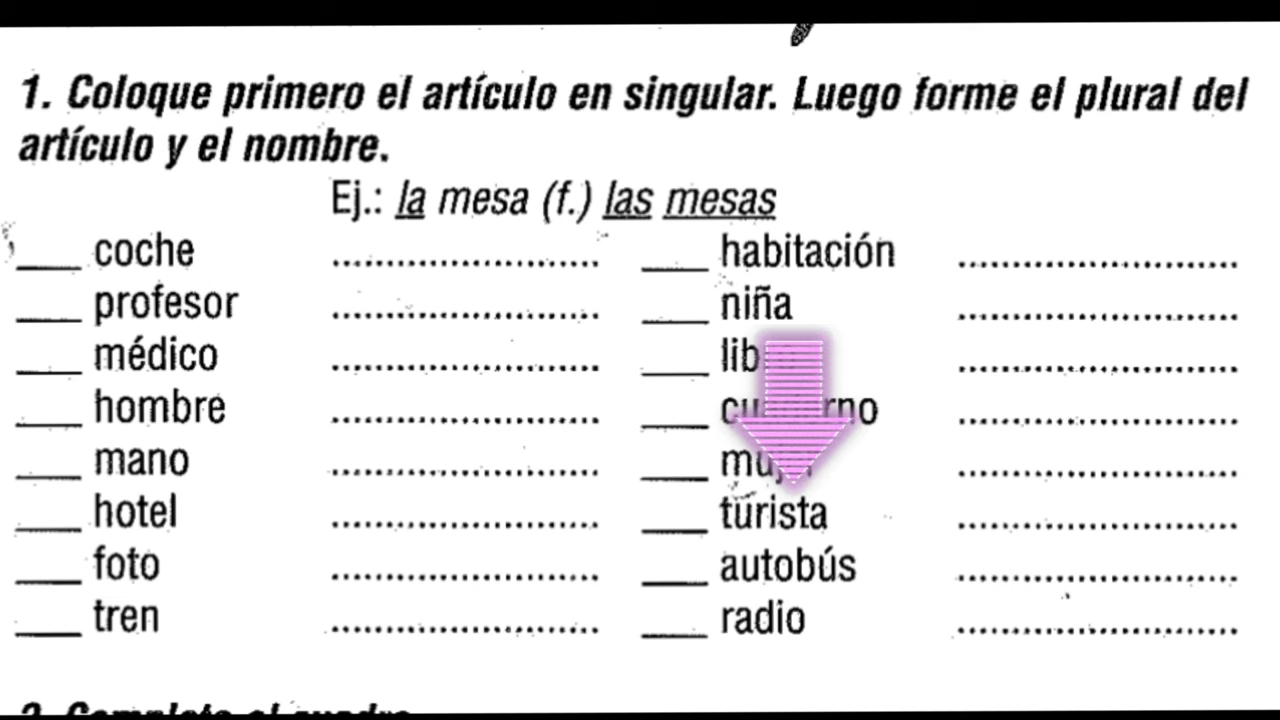 1. Coloque primero el artículo en singular. Luego forme el plural del
artículo y el nombre.
Ej.: la mesa (f.) las mesas
___ coche ........................ ___ habitación ..........................
___ profesor ........................ ___ niña ..........................
___ médico ........................ ___ ..........................
___ hombre ........................ ___ ..........................
___ mano ........................ ___ ..........................
___ hotel ........................ ___ turista ..........................
___ foto ........................ ___ autobús ..........................
___ tren ........................ ___ radio ..........................